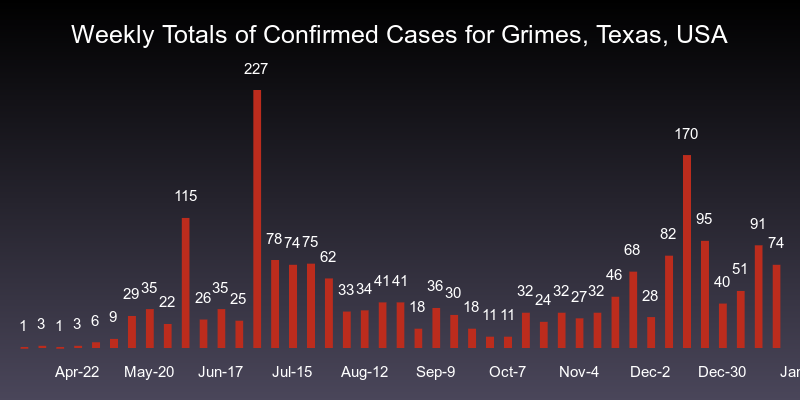 Weekly Totals of Confirmed Cases for Grimes, Texas, USA
1 3 1 3 6 9 29 35 22 115 26 35 25 227 78 74 75 62 33 34 41 41 18 36 30 18 11 11 32 24 32 27 32 46 68 28 82 170 95 40 51 91 74
Apr-22 May-20 Jun-17 Jul-15 Aug-12 Sep-9 Oct-7 Nov-4 Dec-2 Dec-30 Jan